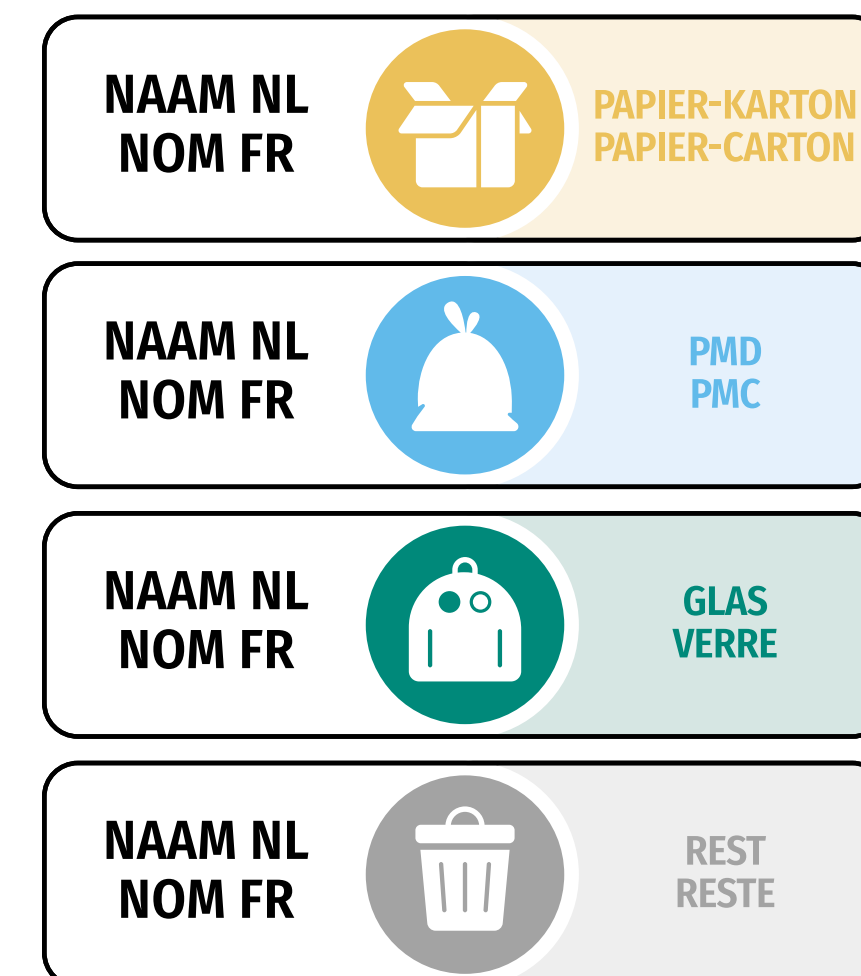 NAAM NL
NOM FR
PAPIER-KARTON
PAPIER-CARTON
NAAM NL
NOM FR
PMD
PMC
NAAM NL
NOM FR
GLAS
VERRE
NAAM NL
NOM FR
REST
RESTE